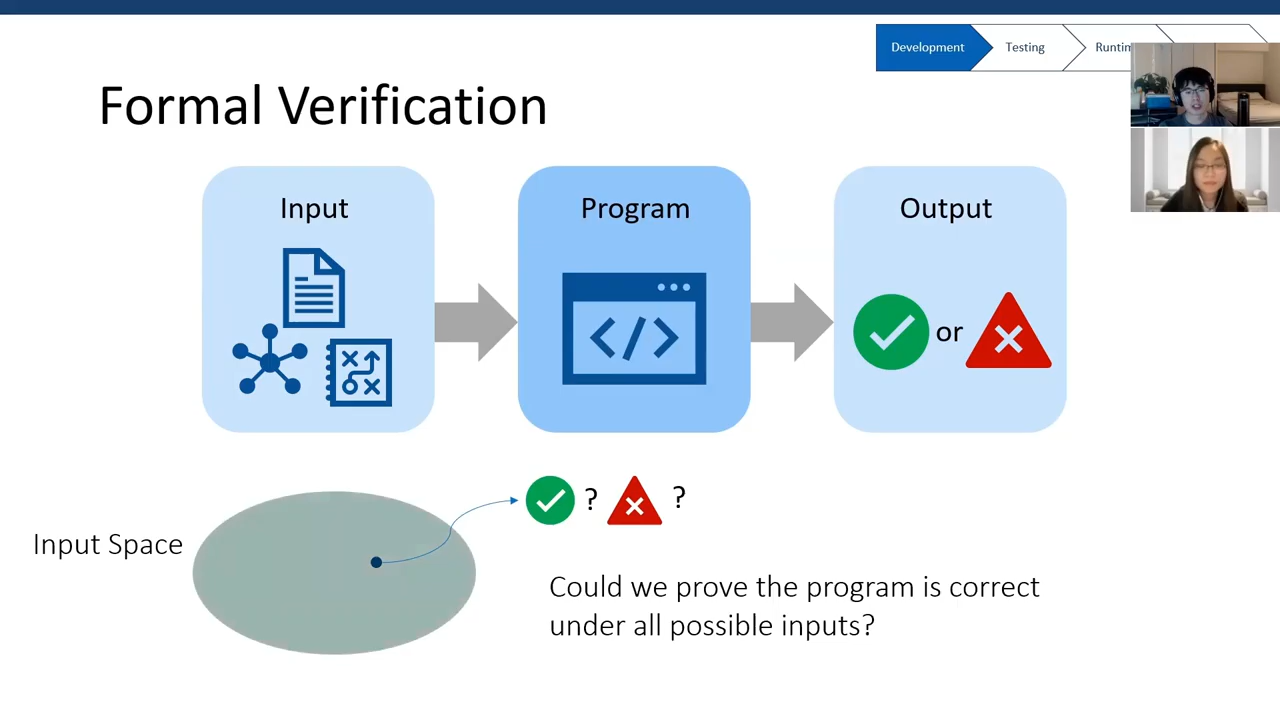 Development
Testing
Formal Verification
Input
Program
Output
or
? ?
Input Space
Could we prove the program is correct
under all possible inputs?